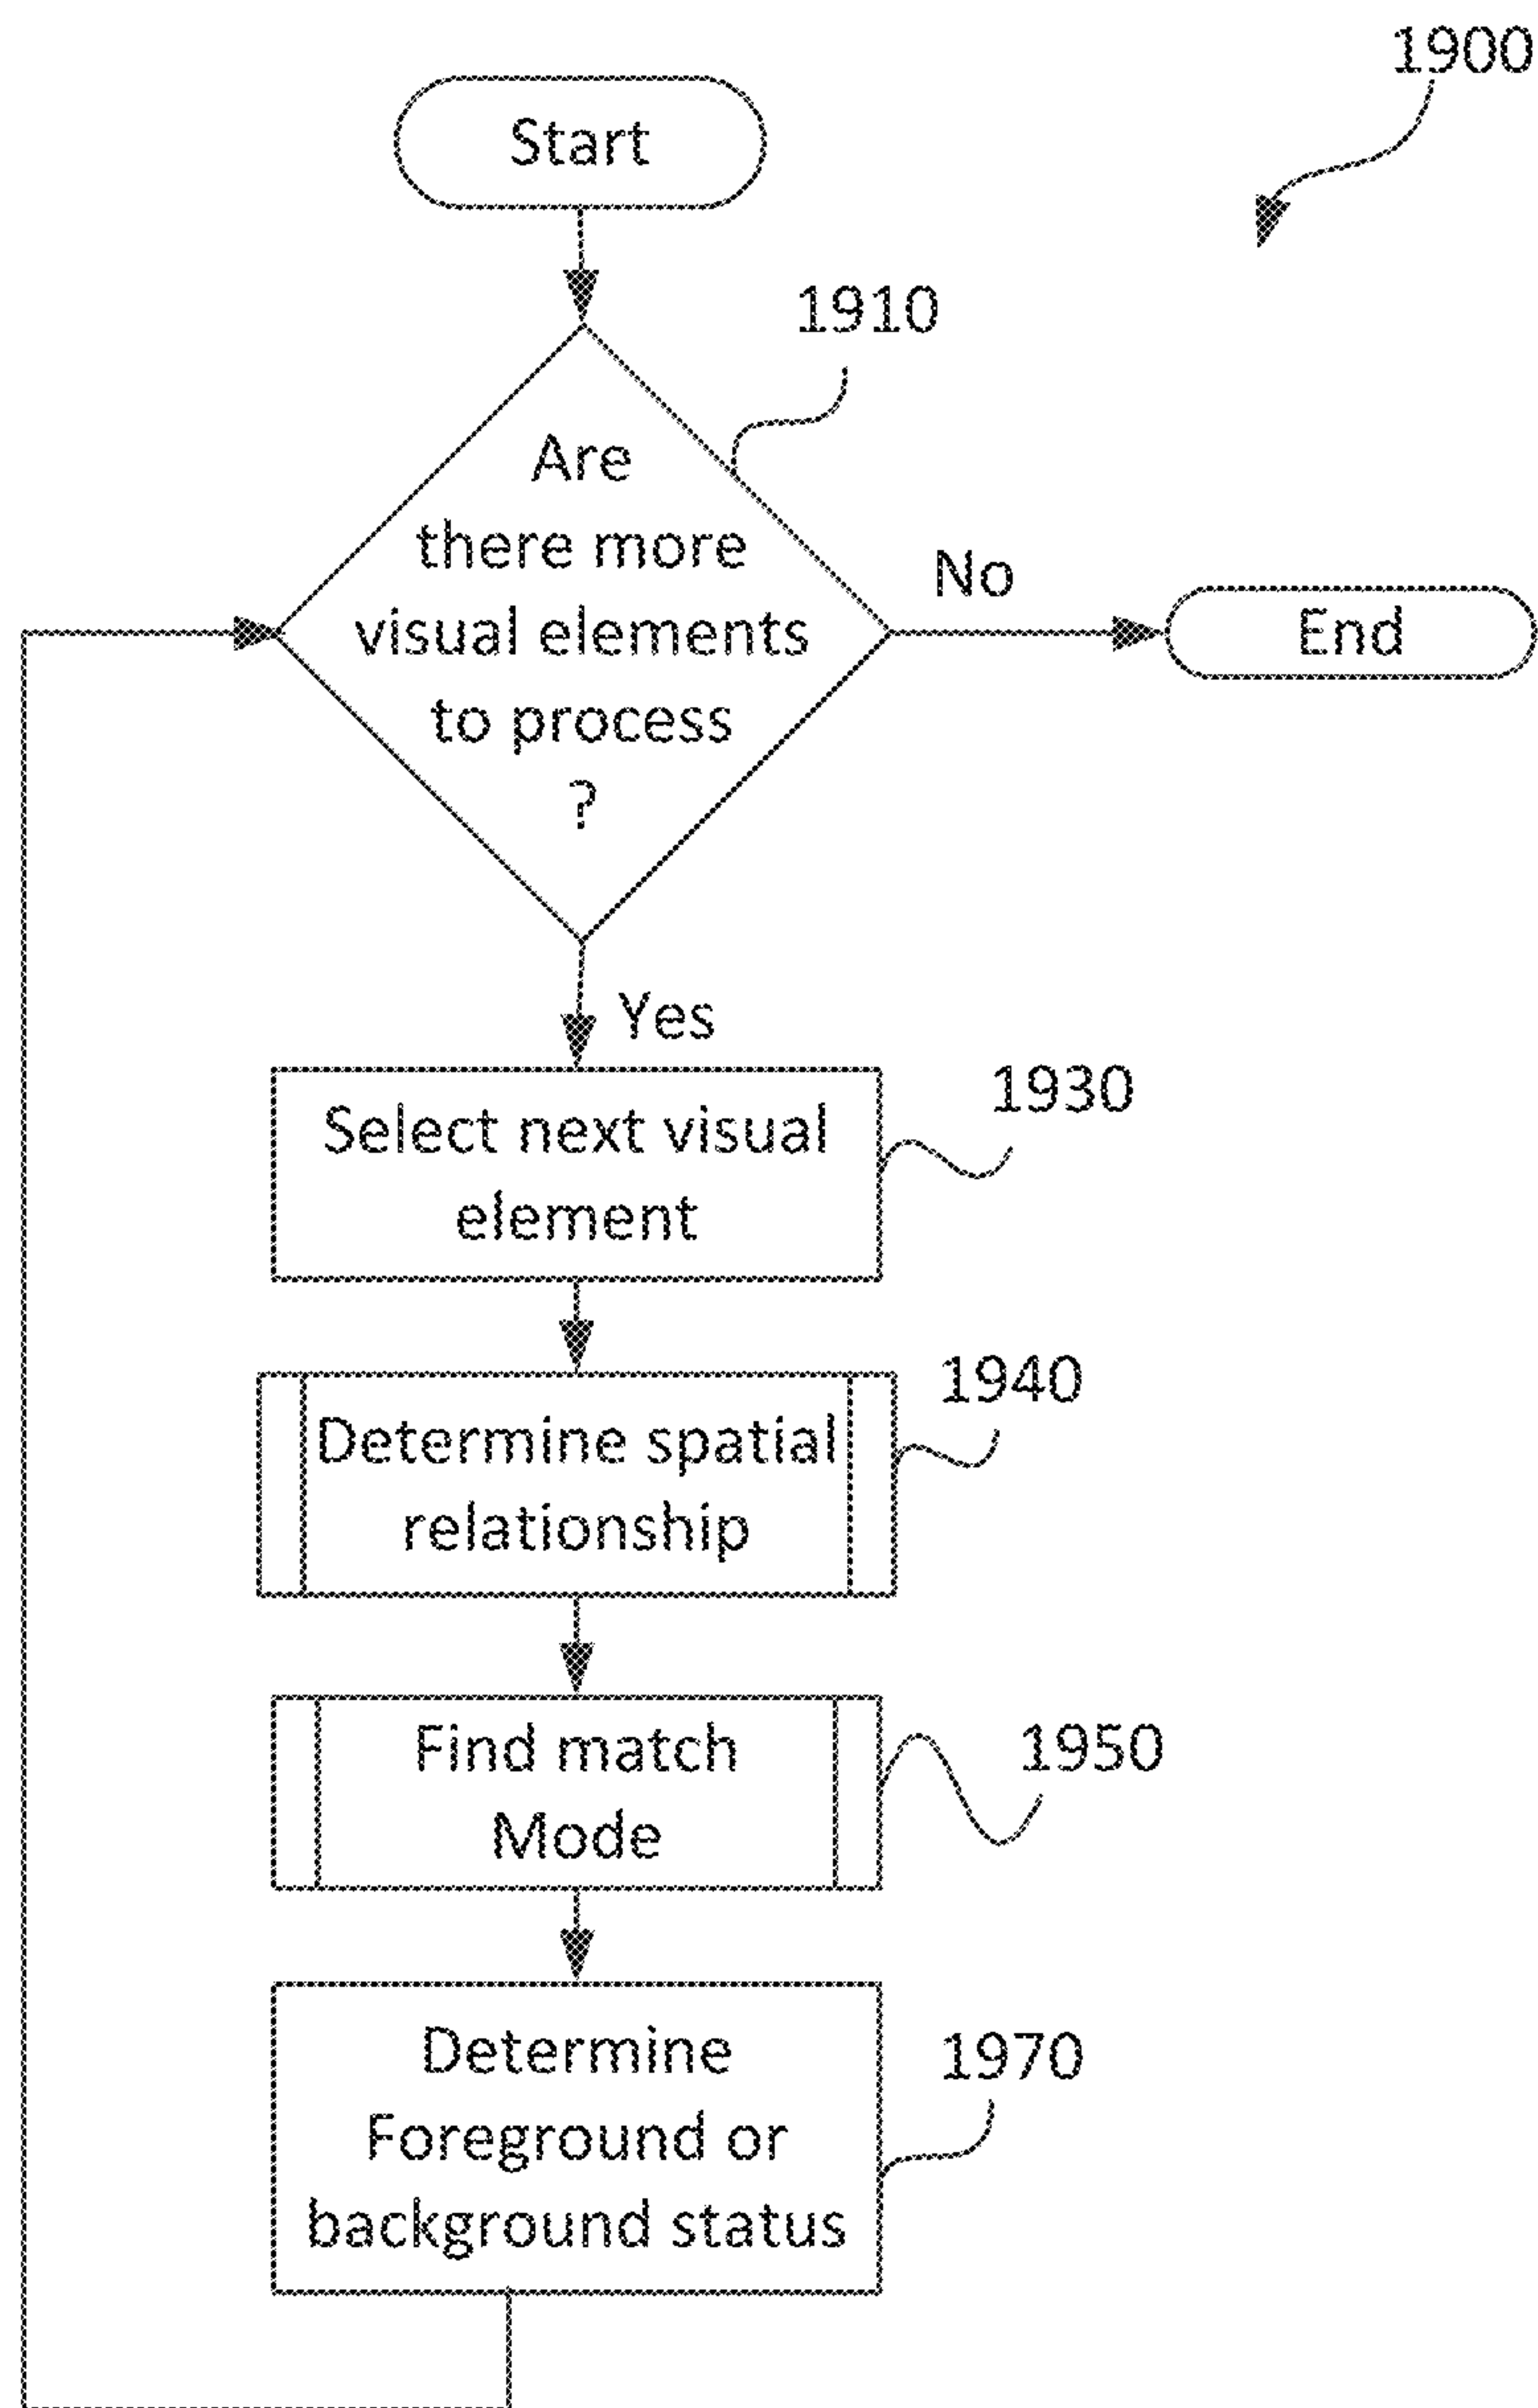 1900
Start
1910
Are
there more
visual elements
to process
?
No
End
Yes
Select next visual
element
1930
Determine spatial
relationship
1940
Find match
Mode
1950
Determine
Foreground or
background status
1970